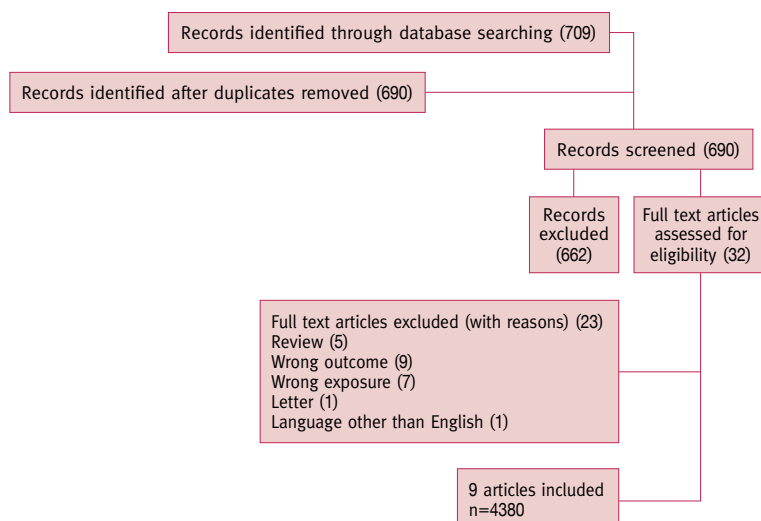 Records identified through database searching (709)
Records identified after duplicates removed (690)
Records screened (690)
Records
excluded
(662)
Full text articles
assessed for
eligibility (32)
Full text articles excluded (with reasons) (23)
Review (5)
Wrong outcome (9)
Wrong exposure (7)
Letter (1)
Language other than English (1)
9 articles included
n=4380